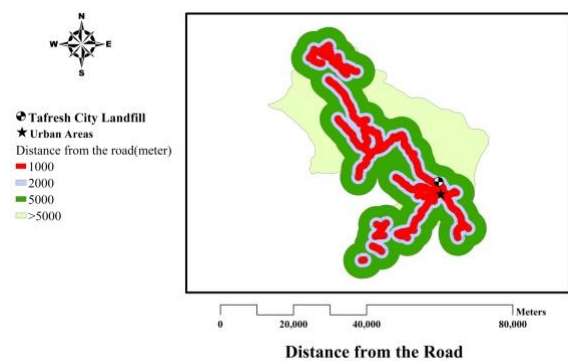 N
W E
S
Tafresh City Landfill
Urban Areas
Distance from the road(meter)
1000
2000
5000
>5000
Meters
0 20,000 40,000 80,000
Distance from the Road